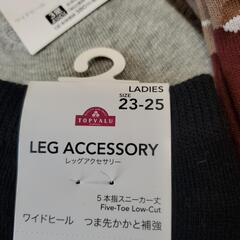 LADIES
SIZE
23-25
TOPVALU
LEG ACCESSORY
レッグアクセサリー
5本指スニーカー丈
Five-Toe Low-Cut
ワイドヒール つま先かかと補強